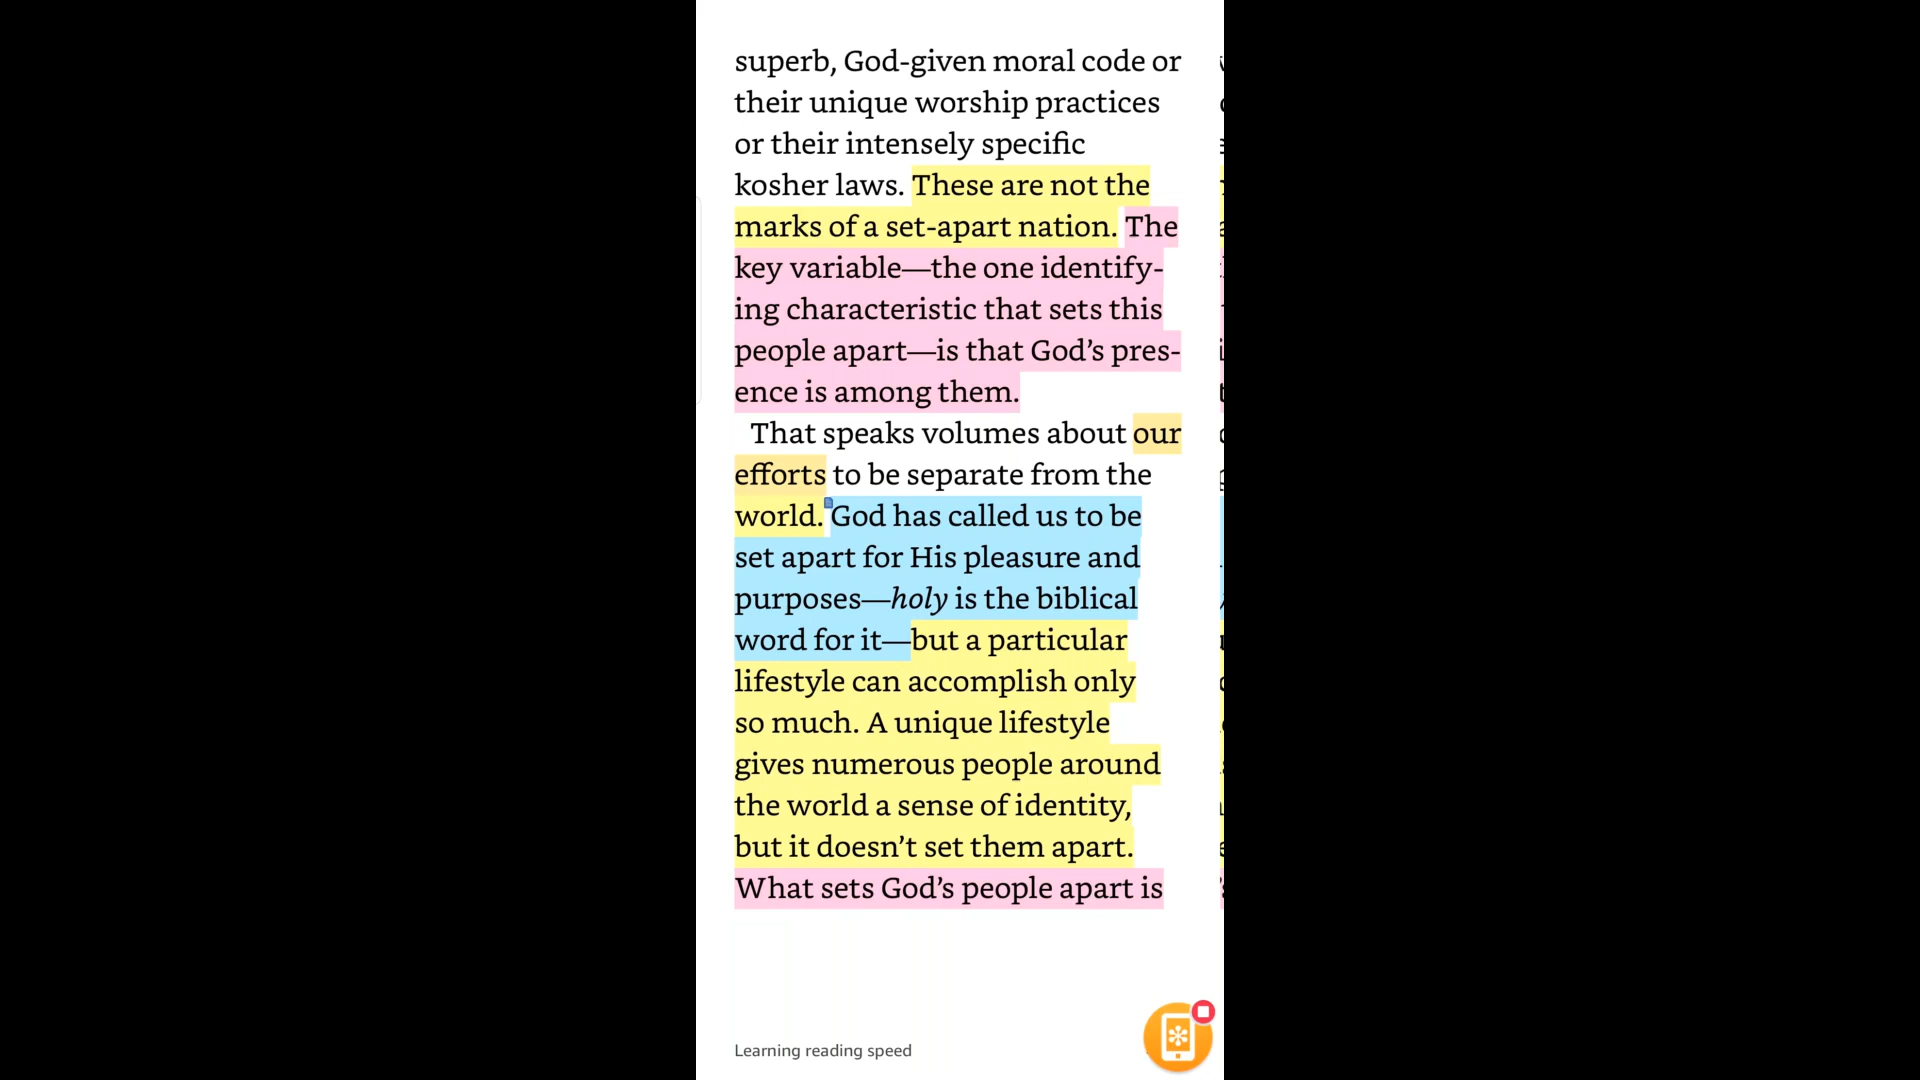 superb, God-given moral code or
their unique worship practices
or their intensely specific
kosher laws. These are not the
marks of a set-apart nation. The
key variable—the one identify-
ing characteristic that sets this
people apart—is that God’s pres-
ence is among them.
That speaks volumes about our
efforts to be separate from the
world. God has called us to be
set apart for His pleasure and
purposes—holy is the biblical
word for it—but a particular
lifestyle can accomplish only
so much. A unique lifestyle
gives numerous people around
the world a sense of identity,
but it doesn’t set them apart.
What sets God’s people apart is
Learning reading speed